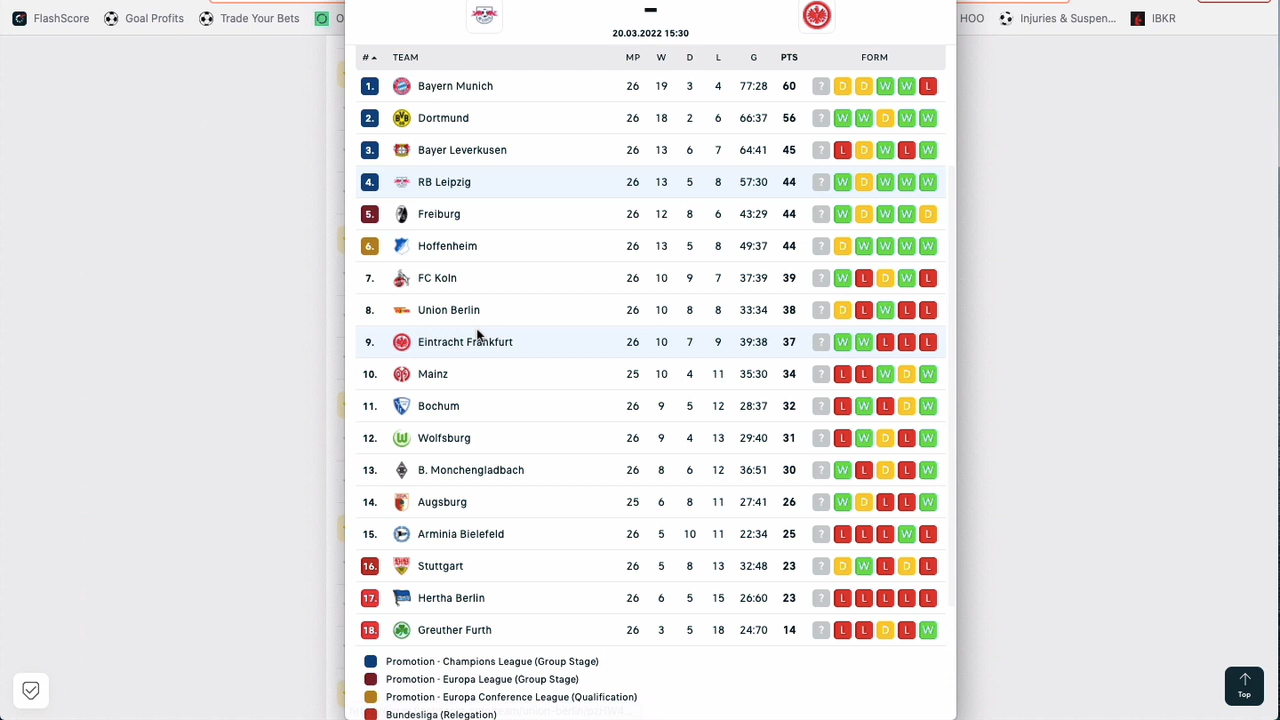 FlashScore Goal Profits Trade Your Bets O HOO Injuries & Suspen... IBKR
-
20.03.2022 15:30
# TEAM MP W D L G PTS FORM
1. Bayern Munich 26 19 3 4 77:28 60 ? D D W W L
2. Dortmund 26 18 2 6 66:37 56 ? W W D W W
3. Bayer Leverkusen 26 13 6 7 64:41 45 ? L D W L W
4. RB Leipzig 26 13 5 8 57:30 44 ? W D W W W
5. Freiburg 26 12 8 6 43:29 44 ? W D W W D
6. Hoffenheim 26 13 5 8 49:37 44 ? D W W W W
7. FC Koln 26 10 9 7 37:39 39 ? W L D W L
8. Union Berlin 26 10 8 8 33:34 38 ? D L W L L
9. Eintracht Frankfurt 26 10 7 9 39:38 37 ? W W L L L
10. Mainz 25 10 4 11 35:30 34 ? L L W D W
11. Bochum 26 9 5 12 28:37 32 ? L W L D W
12. Wolfsburg 26 9 4 13 29:40 31 ? L W D L W
13. B. Monchengladbach 26 8 6 12 36:51 30 ? W L D L W
14. Augsburg 25 6 8 11 27:41 26 ? W D L L W
15. Arminia Bielefeld 26 5 10 11 22:34 25 ? L L L W L
16. Stuttgart 26 5 8 13 32:48 23 ? D W L D L
17. Hertha Berlin 26 6 5 15 26:60 23 ? L L L L L
18. Greuther Furth 26 3 5 18 24:70 14 ? L L D L W
Promotion - Champions League (Group Stage)
Promotion - Europa League (Group Stage)
Promotion - Europa Conference League (Qualification)
Bundesliga (Relegation)
Top